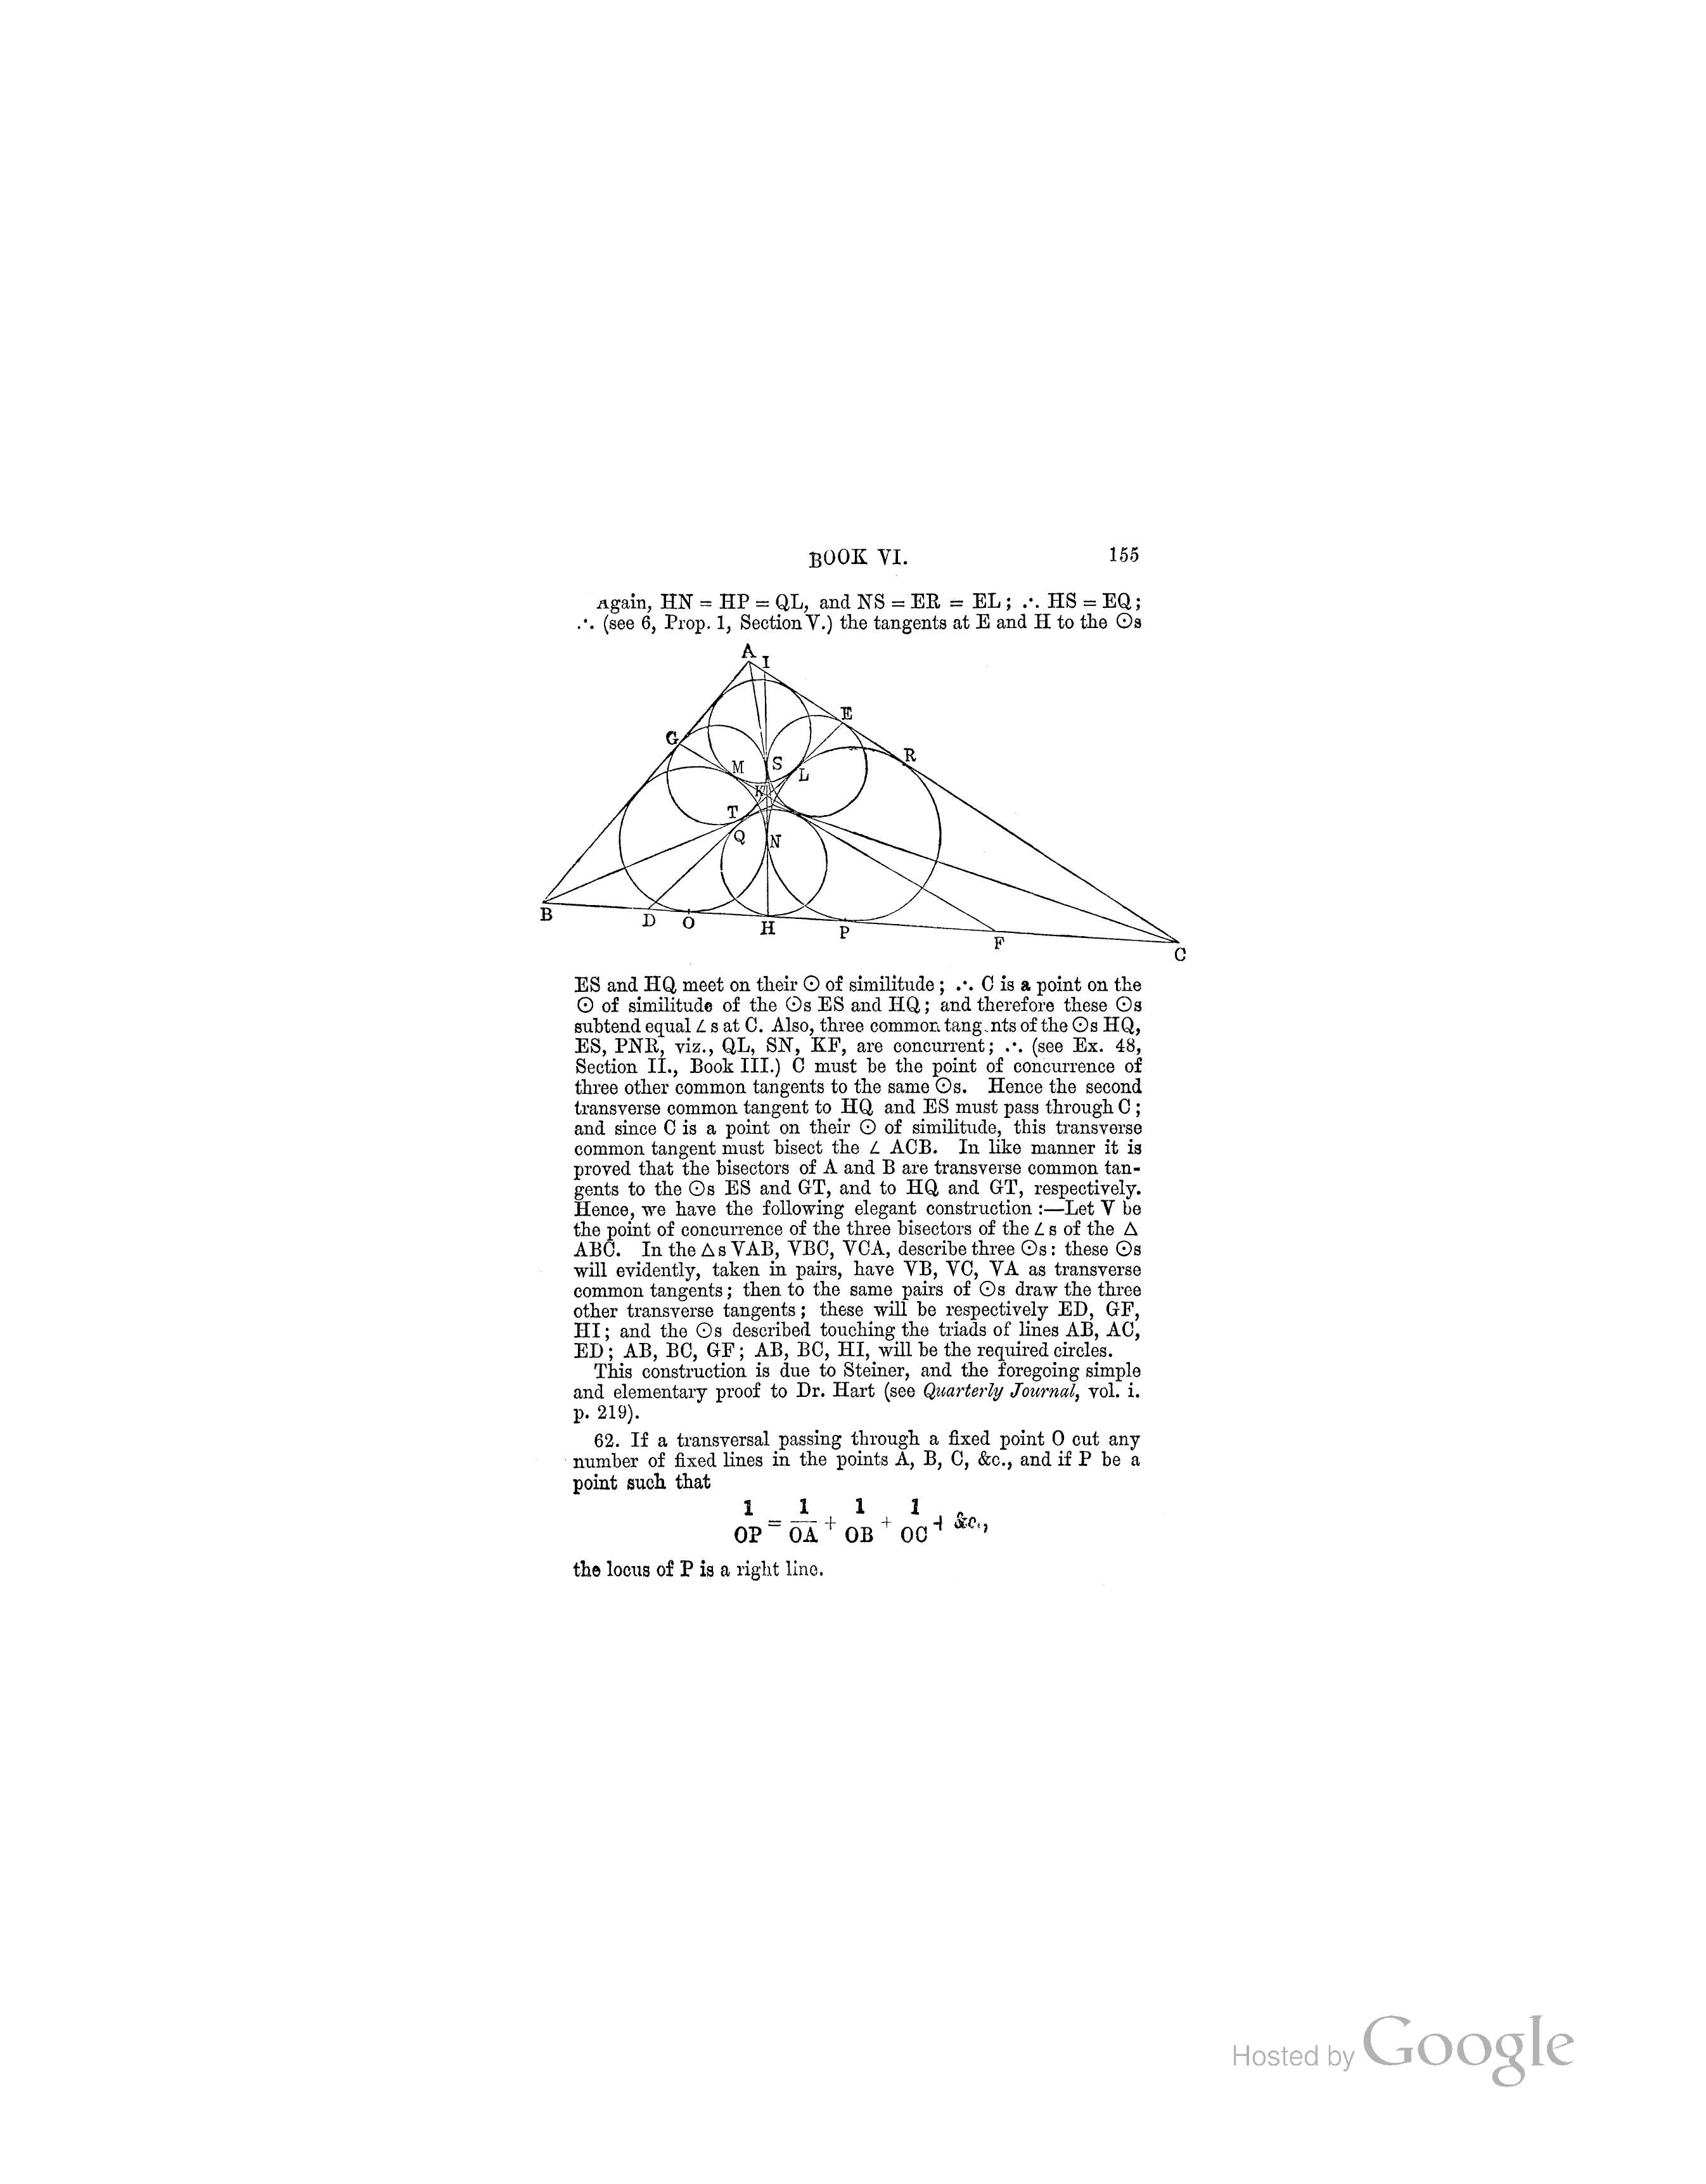 BOOK VI. 155
Again, HN = HP = QL, and NS = ER = EL; ∴ HS = EQ;
∴ (see 6, Prop. 1, Section V.) the tangents at E and H to the ⊙s
A I
E
G
R
M S
L
K
T
Q
N
B
D O
H
P
F
C
ES and HQ meet on their ⊙ of similitude; ∴ C is a point on the
⊙ of similitude of the ⊙s ES and HQ; and therefore these ⊙s
subtend equal ∠s at C. Also, three common tang nts of the ⊙s HQ,
ES, PNR, viz., QL, SN, KF, are concurrent; ∴ (see Ex. 48,
Section II., Book III.) C must be the point of concurrence of
three other common tangents to the same ⊙s. Hence the second
transverse common tangent to HQ and ES must pass through C;
and since C is a point on their ⊙ of similitude, this transverse
common tangent must bisect the ∠ ACB. In like manner it is
proved that the bisectors of A and B are transverse common tan-
gents to the ⊙s ES and GT, and to HQ and GT, respectively.
Hence, we have the following elegant construction:—Let V be
the point of concurrence of the three bisectors of the ∠s of the △
ABC. In the △s VAB, VBC, VCA, describe three ⊙s: these ⊙s
will evidently, taken in pairs, have VB, VC, VA as transverse
common tangents; then to the same pairs of ⊙s draw the three
other transverse tangents; these will be respectively ED, GF,
HI; and the ⊙s described touching the triads of lines AB, AC,
ED; AB, BC, GF; AB, BC, HI, will be the required circles.
This construction is due to Steiner, and the foregoing simple
and elementary proof to Dr. Hart (see Quarterly Journal, vol. i.
p. 219).
62. If a transversal passing through a fixed point O cut any
number of fixed lines in the points A, B, C, &c., and if P be a
point such that
1/OP = 1/OA + 1/OB + 1/OC + &c.,
the locus of P is a right line.
Hosted by Google